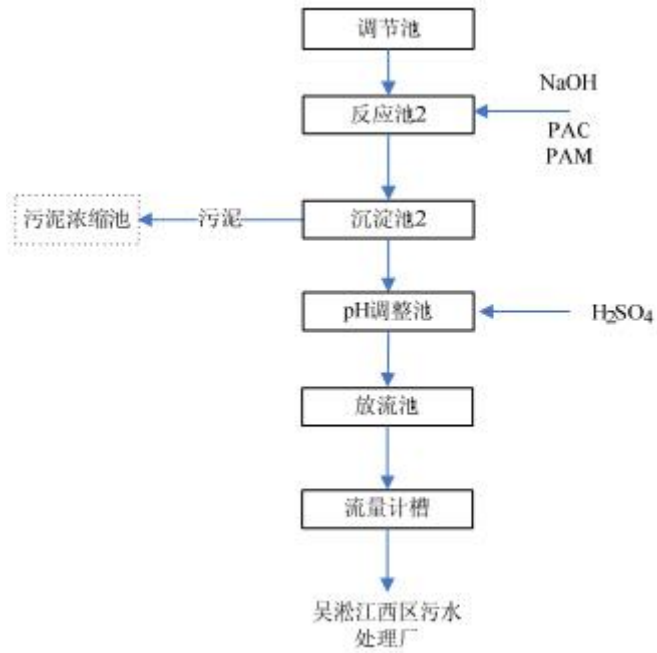 调节池
NaOH
反应池2
PAC
PAM
污泥浓缩池
污泥
沉淀池2
pH调整池
H2SO4
放流池
流量计槽
吴淞江西区污水
处理厂